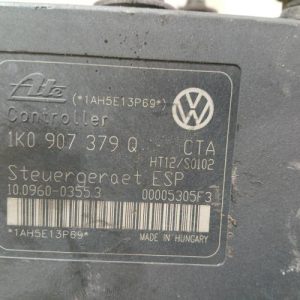 Ate (*1AH5E13P69*)
Controller
1K0 907 379 Q CTA
HT12/S0102
Steuergeraet ESP
10.0960-0355.3 00005305F3
*1AH5E13P69* MADE IN HUNGARY